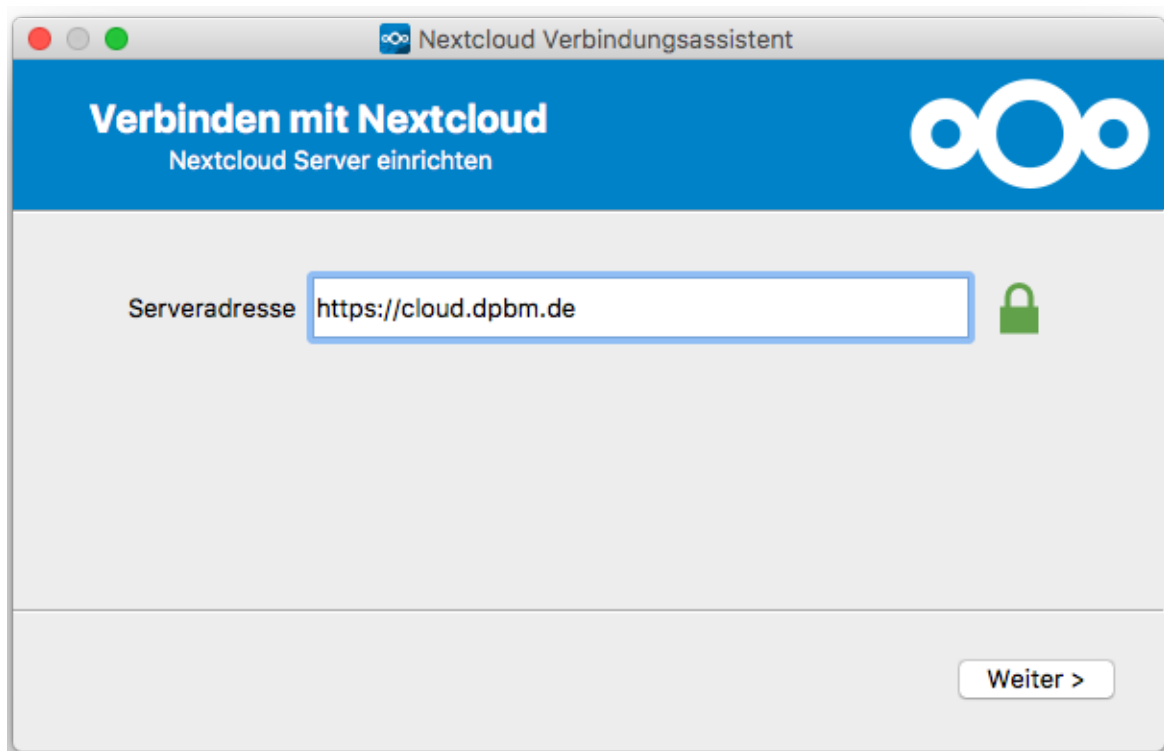 Nextcloud Verbindungsassistent
Verbinden mit Nextcloud
Nextcloud Server einrichten
Serveradresse https://cloud.dpbm.de
Weiter >